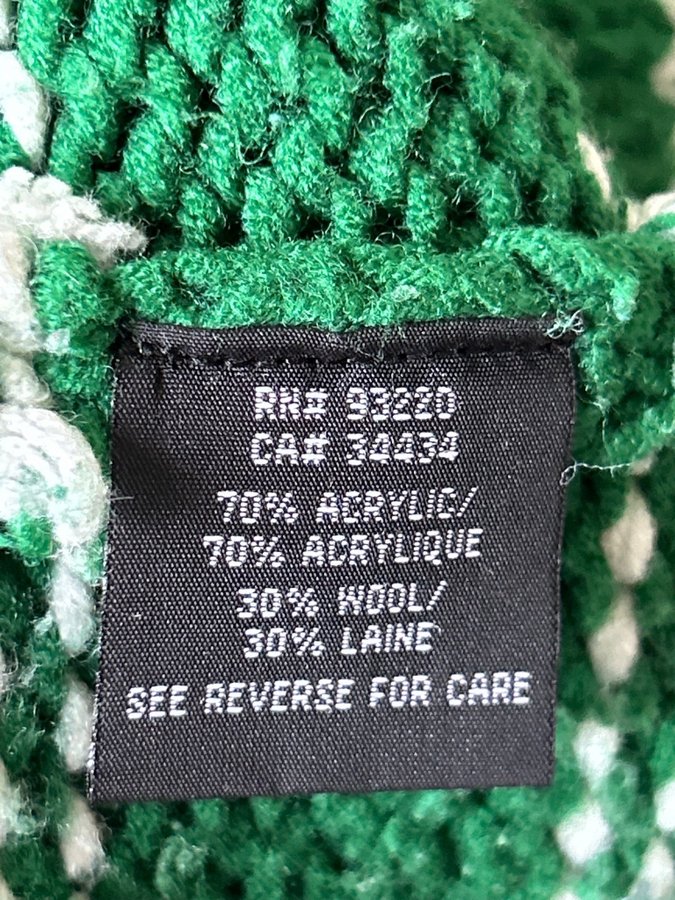 RN# 93220
CA# 34434
70% ACRYLIC/
70% ACRYLIQUE
30% WOOL/
30% LAINE
SEE REVERSE FOR CARE